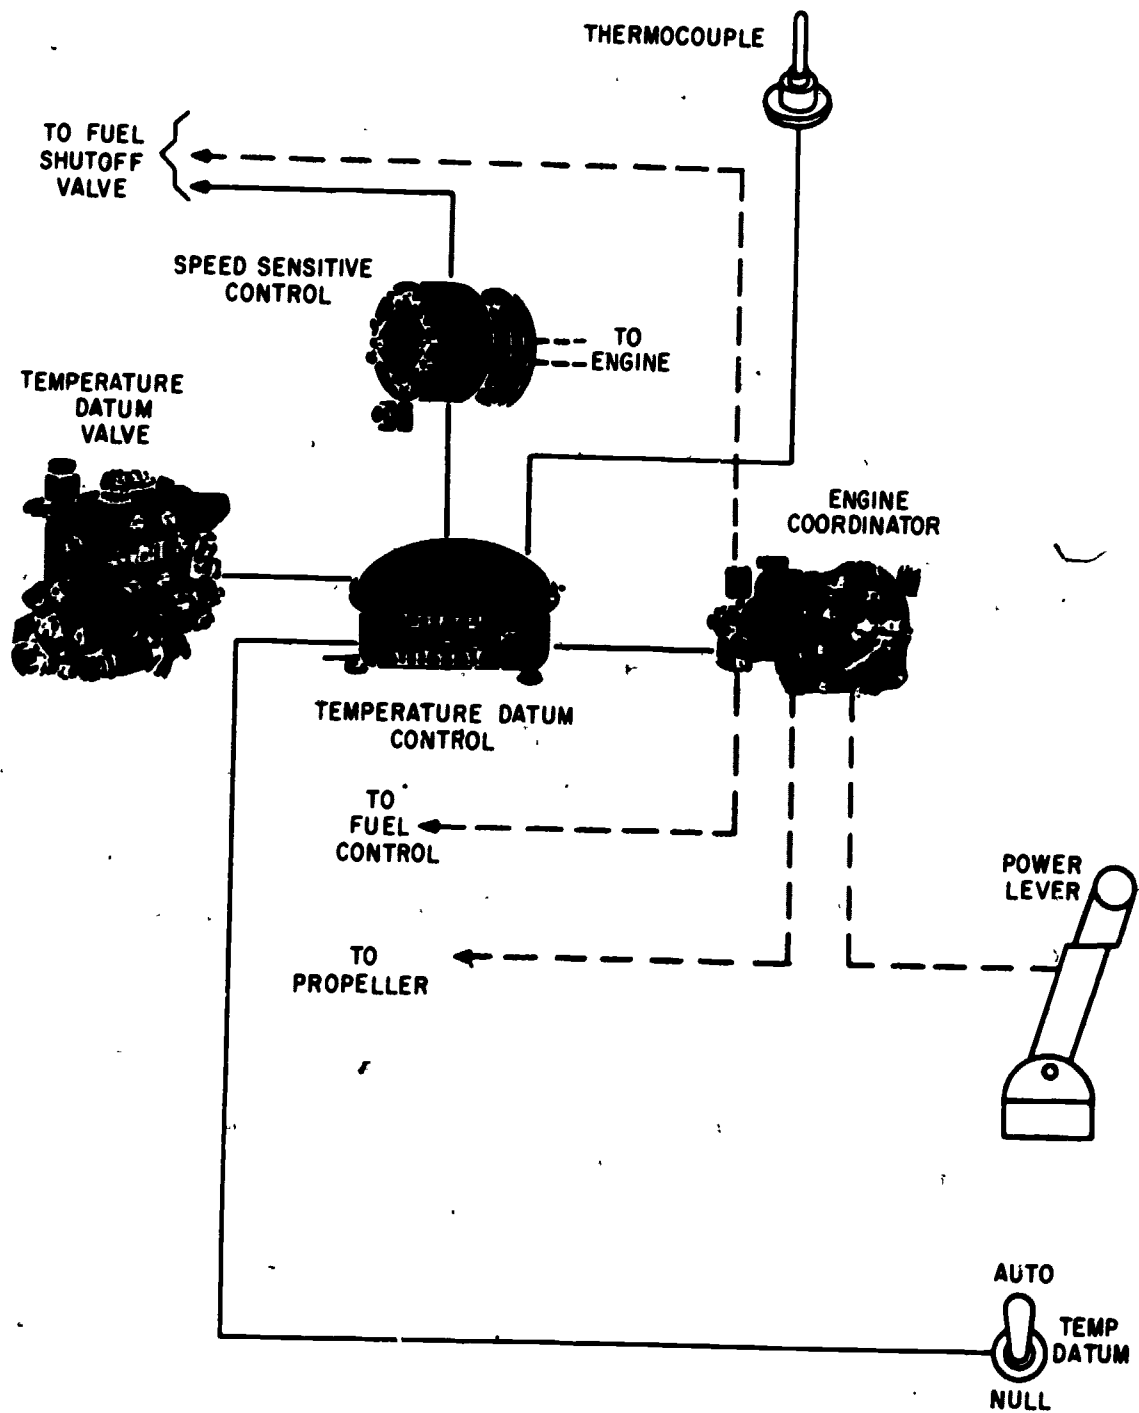 THERMOCOUPLE
TO FUEL
SHUTOFF
VALVE
SPEED SENSITIVE
CONTROL
TO
ENGINE
TEMPERATURE
DATUM
VALVE
ENGINE
COORDINATOR
TEMPERATURE DATUM
CONTROL
TO
FUEL
CONTROL
POWER
LEVER
TO
PROPELLER
AUTO
TEMP
DATUM
NULL